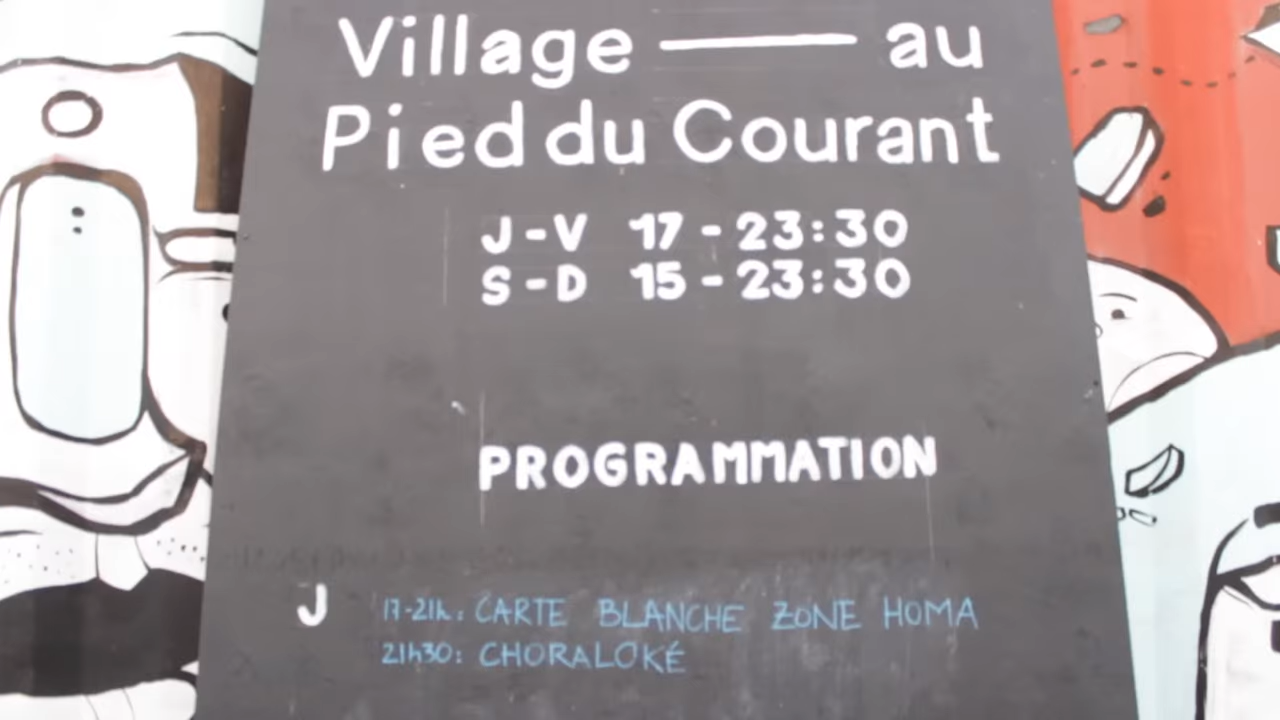 Village — au
Pied du Courant
J-V 17-23:30
S-D 15-23:30
PROGRAMMATION
J 17-21h: CARTE BLANCHE ZONE HOMA
21h30: CHORALOKÉ